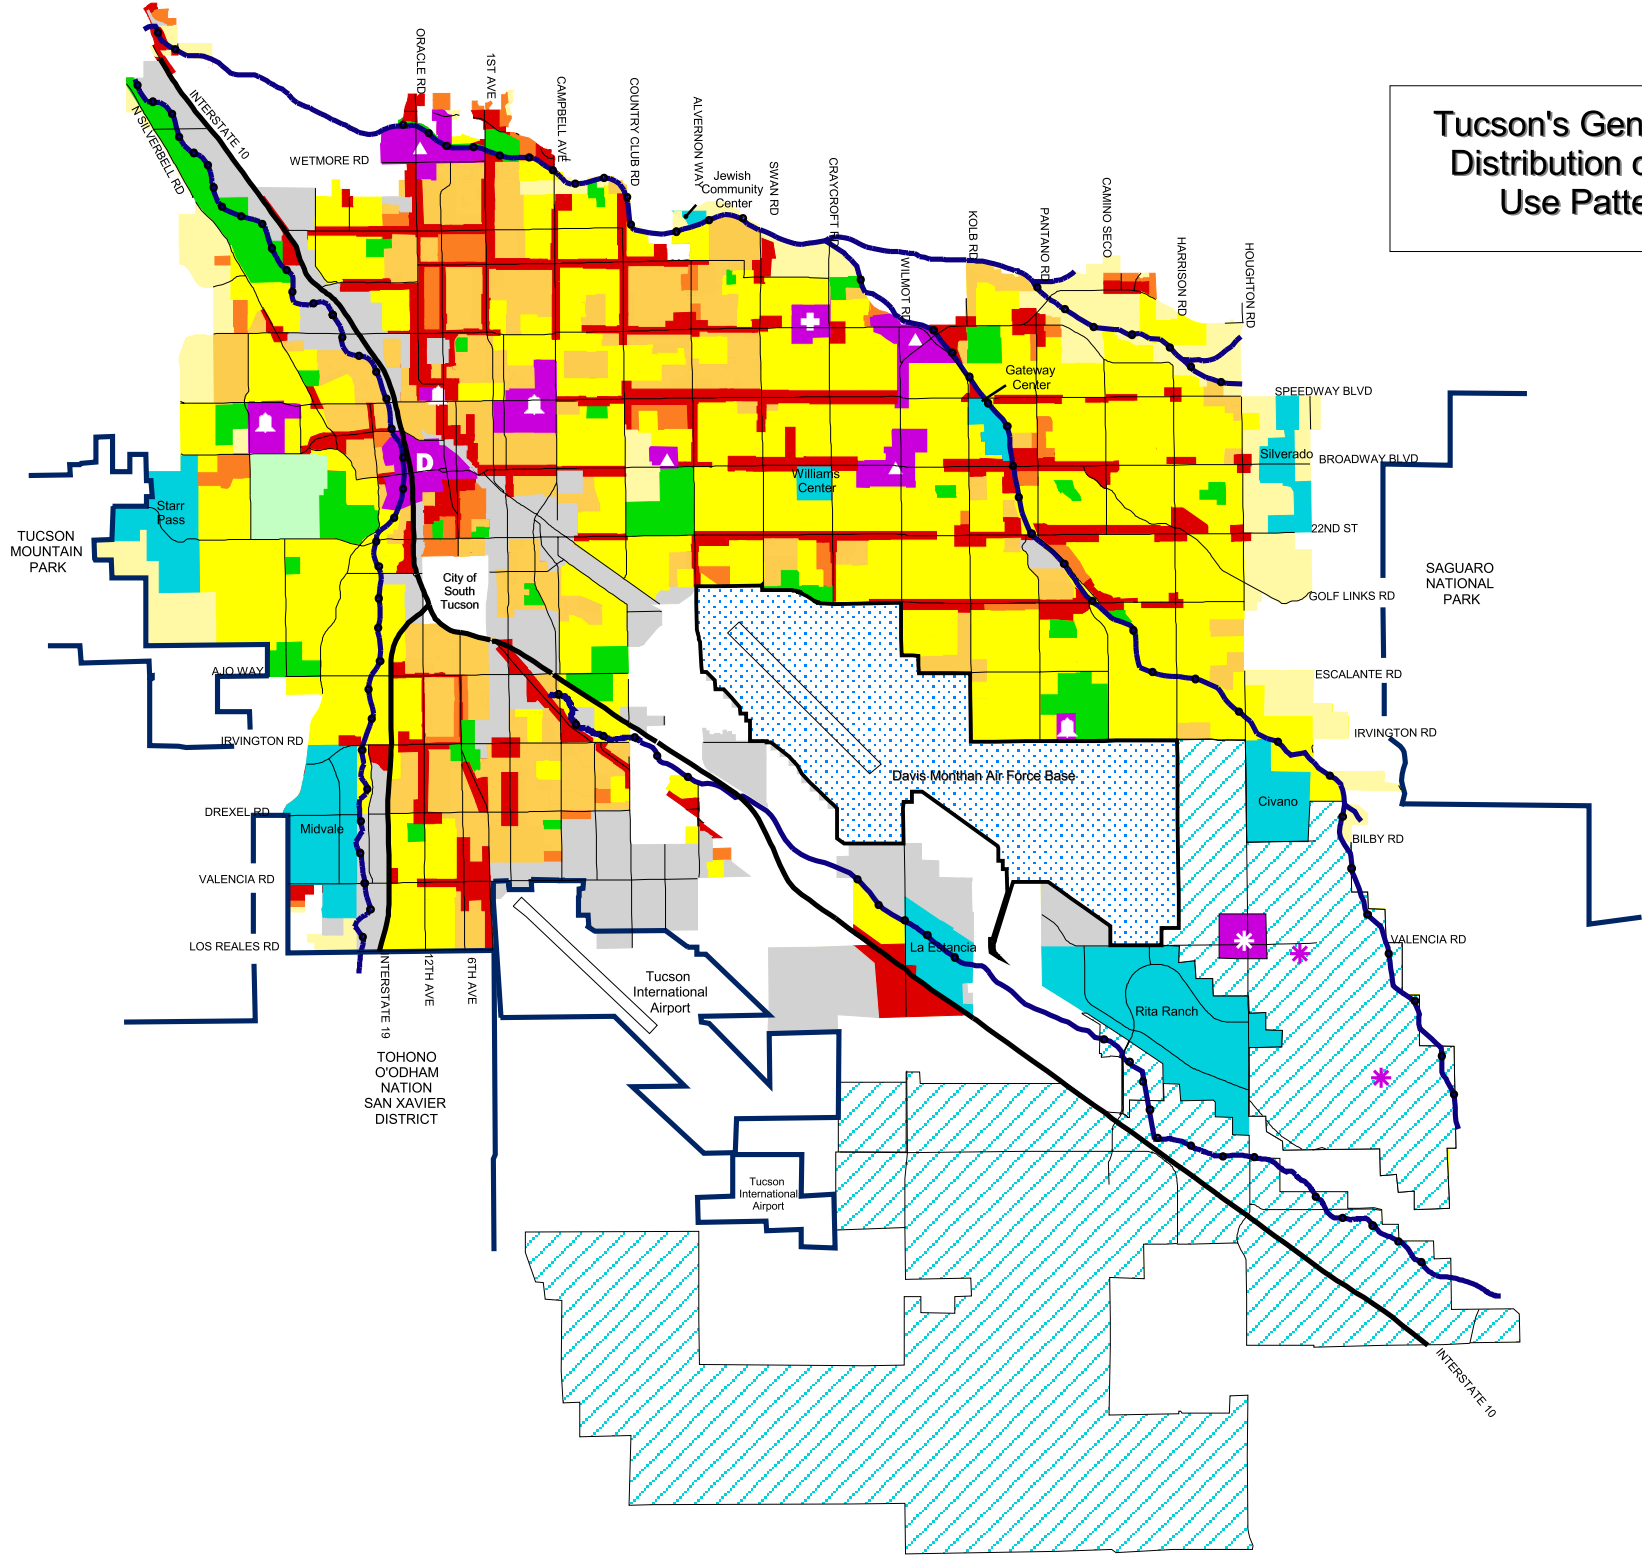 Tucson's Gen
Distribution o
Use Patte
ORACLE RD
1ST AVE
CAMPBELL AVE
COUNTRY CLUB RD
ALVERNON WAY
SWAN RD
CRAYCROFT RD
WILMOT RD
KOLB RD
PANTANO RD
CAMINO SECO
HARRISON RD
HOUGHTON RD
INTERSTATE 10
N SILVERBELL RD
WETMORE RD
Jewish
Community
Center
Gateway
Center
SPEEDWAY BLVD
Silverado
BROADWAY BLVD
D
Williams
Center
Starr
Pass
22ND ST
TUCSON
MOUNTAIN
PARK
City of
South
Tucson
SAGUARO
NATIONAL
PARK
GOLF LINKS RD
AJO WAY
ESCALANTE RD
IRVINGTON RD
IRVINGTON RD
Davis Monthan Air Force Base
Civano
DREXEL RD
Midvale
BILBY RD
VALENCIA RD
VALENCIA RD
LOS REALES RD
La Estancia
INTERSTATE 19
12TH AVE
6TH AVE
Tucson
International
Airport
Rita Ranch
TOHONO
O'ODHAM
NATION
SAN XAVIER
DISTRICT
Tucson
International
Airport
INTERSTATE 10